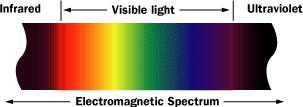 Infrared Visible light Ultraviolet
Electromagnetic Spectrum